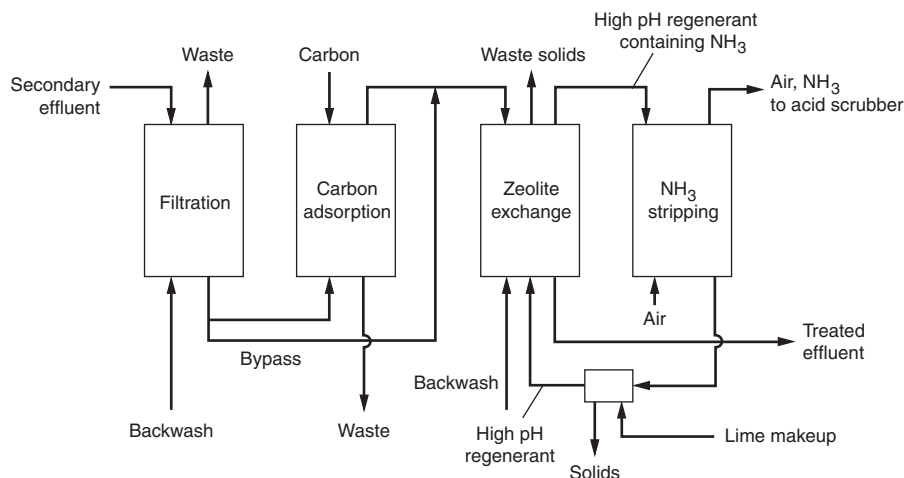 High pH regenerant
containing NH3
Waste
Carbon
Waste solids
Secondary
effluent
Air, NH3
to acid scrubber
Filtration
Carbon
adsorption
Zeolite
exchange
NH3
stripping
Air
Treated
effluent
Bypass
Backwash
Backwash
Waste
High pH
regenerant
Lime makeup
Solids